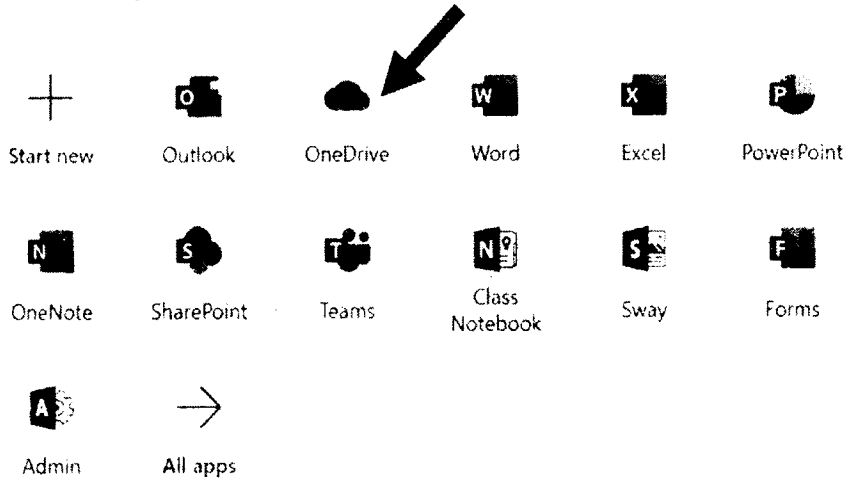 Start new
Outlook
OneDrive
Word
Excel
PowerPoint
OneNote
SharePoint
Teams
Class
Notebook
Sway
Forms
Admin
All apps